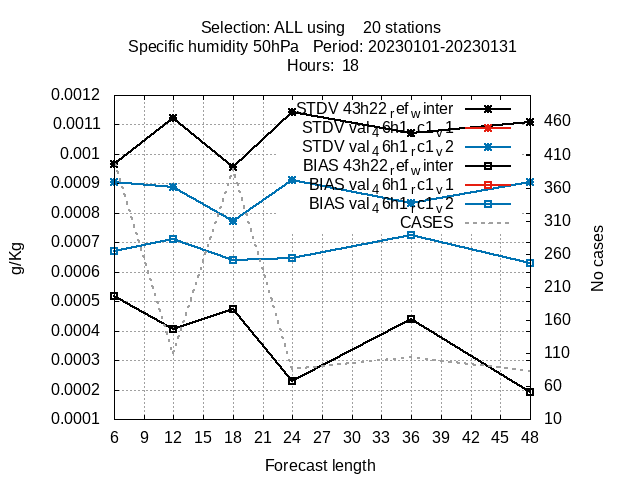 Selection: ALL using 20 stations
Specific humidity 50hPa Period: 20230101-20230131
Hours: 18
0.0012
0.0011
0.001
0.0009
0.0008
0.0007
0.0006
0.0005
0.0004
0.0003
0.0002
0.0001
g/Kg
STDV 43h22_ref_winter
STDV val_46h1_rc1_v1
STDV val_46h1_rc1_v2
BIAS 43h22_ref_winter
BIAS val_46h1_rc1_v1
BIAS val_46h1_rc1_v2
CASES
460
410
360
310
260
210
160
110
60
10
No cases
6 9 12 15 18 21 24 27 30 33 36 39 42 45 48
Forecast length